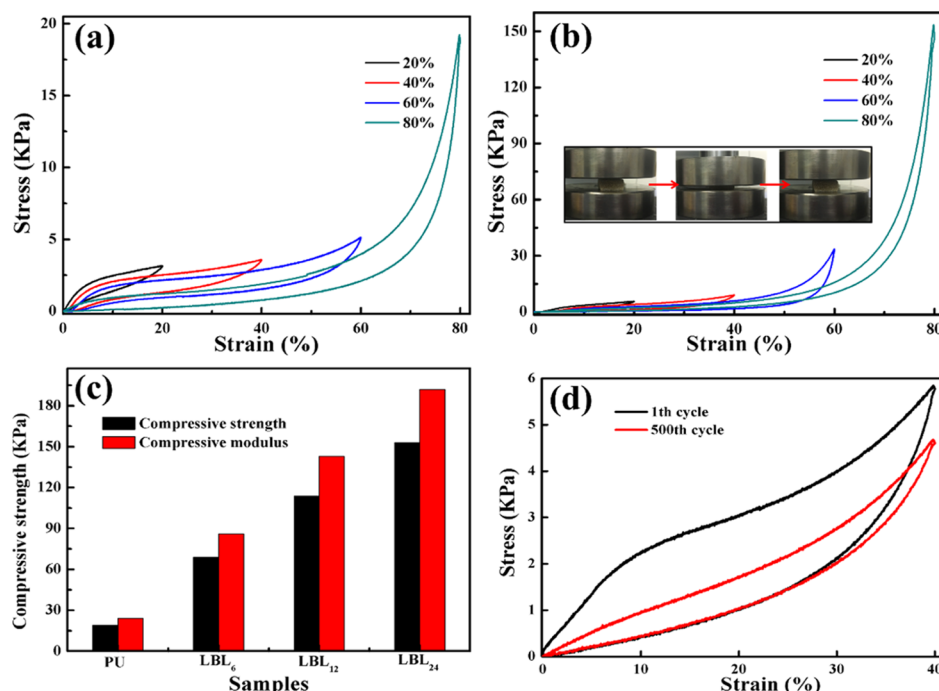 (a)
20%
40%
60%
80%
Stress (KPa)
20
15
10
5
0
0 20 40 60 80
Strain (%)
(b)
20%
40%
60%
80%
Stress (KPa)
150
120
90
60
30
0
0 20 40 60 80
Strain (%)
(c)
Compressive strength
Compressive modulus
Compressive strength (KPa)
180
150
120
90
60
30
0
PU LBL6 LBL12 LBL24
Samples
(d)
1th cycle
500th cycle
Stress (KPa)
6
5
4
3
2
1
0
0 10 20 30 40
Strain (%)